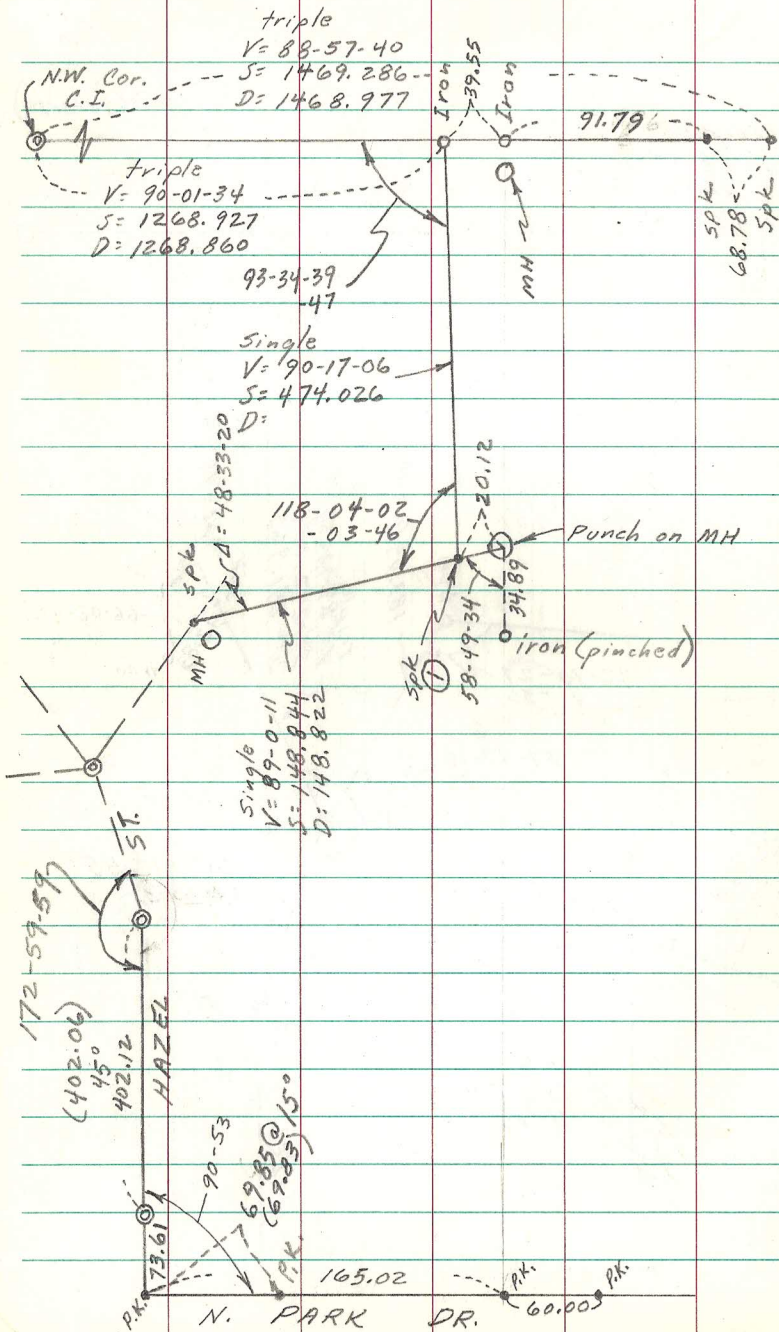 triple
V= 88-57-40
S= 1469.286
D= 1468.977
N.W. Cor.
C.I.
Iron
39.55
Iron
91.79
triple
V= 90-01-34
S= 1268.927
D= 1268.860
MH
spk
68.78
Spk
93-34-39
-47
Single
V= 90-17-06
S= 474.026
D=
Δ = 48-33-20
spk
118-04-02
-03-46
20.12
Punch on MH
34.89
58-49-34
iron (pinched)
Spk
1
MH
Single
V= 89-0-11
S= 148.844
D= 148.822
ST.
172-59-59
(402.06)
45°
402.12
HAZEL
90-53
69.85@15°
(69.83)
73.61
P.K.
P.K.
165.02
P.K.
P.K.
60.00
N. PARK DR.